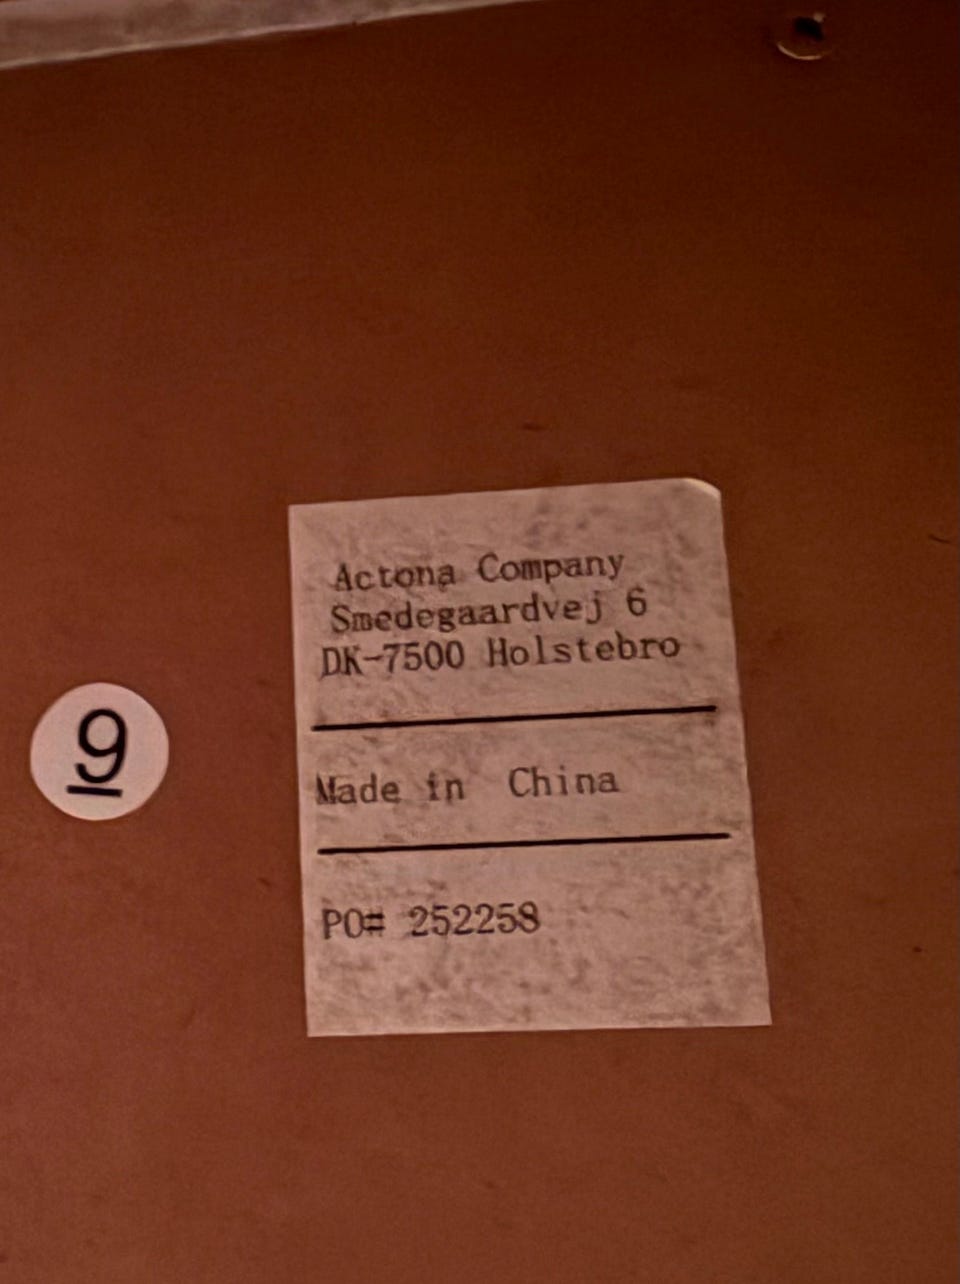 Actona Company
Smedegaardvej 6
DK-7500 Holstebro
9
Made in China
PO# 252258